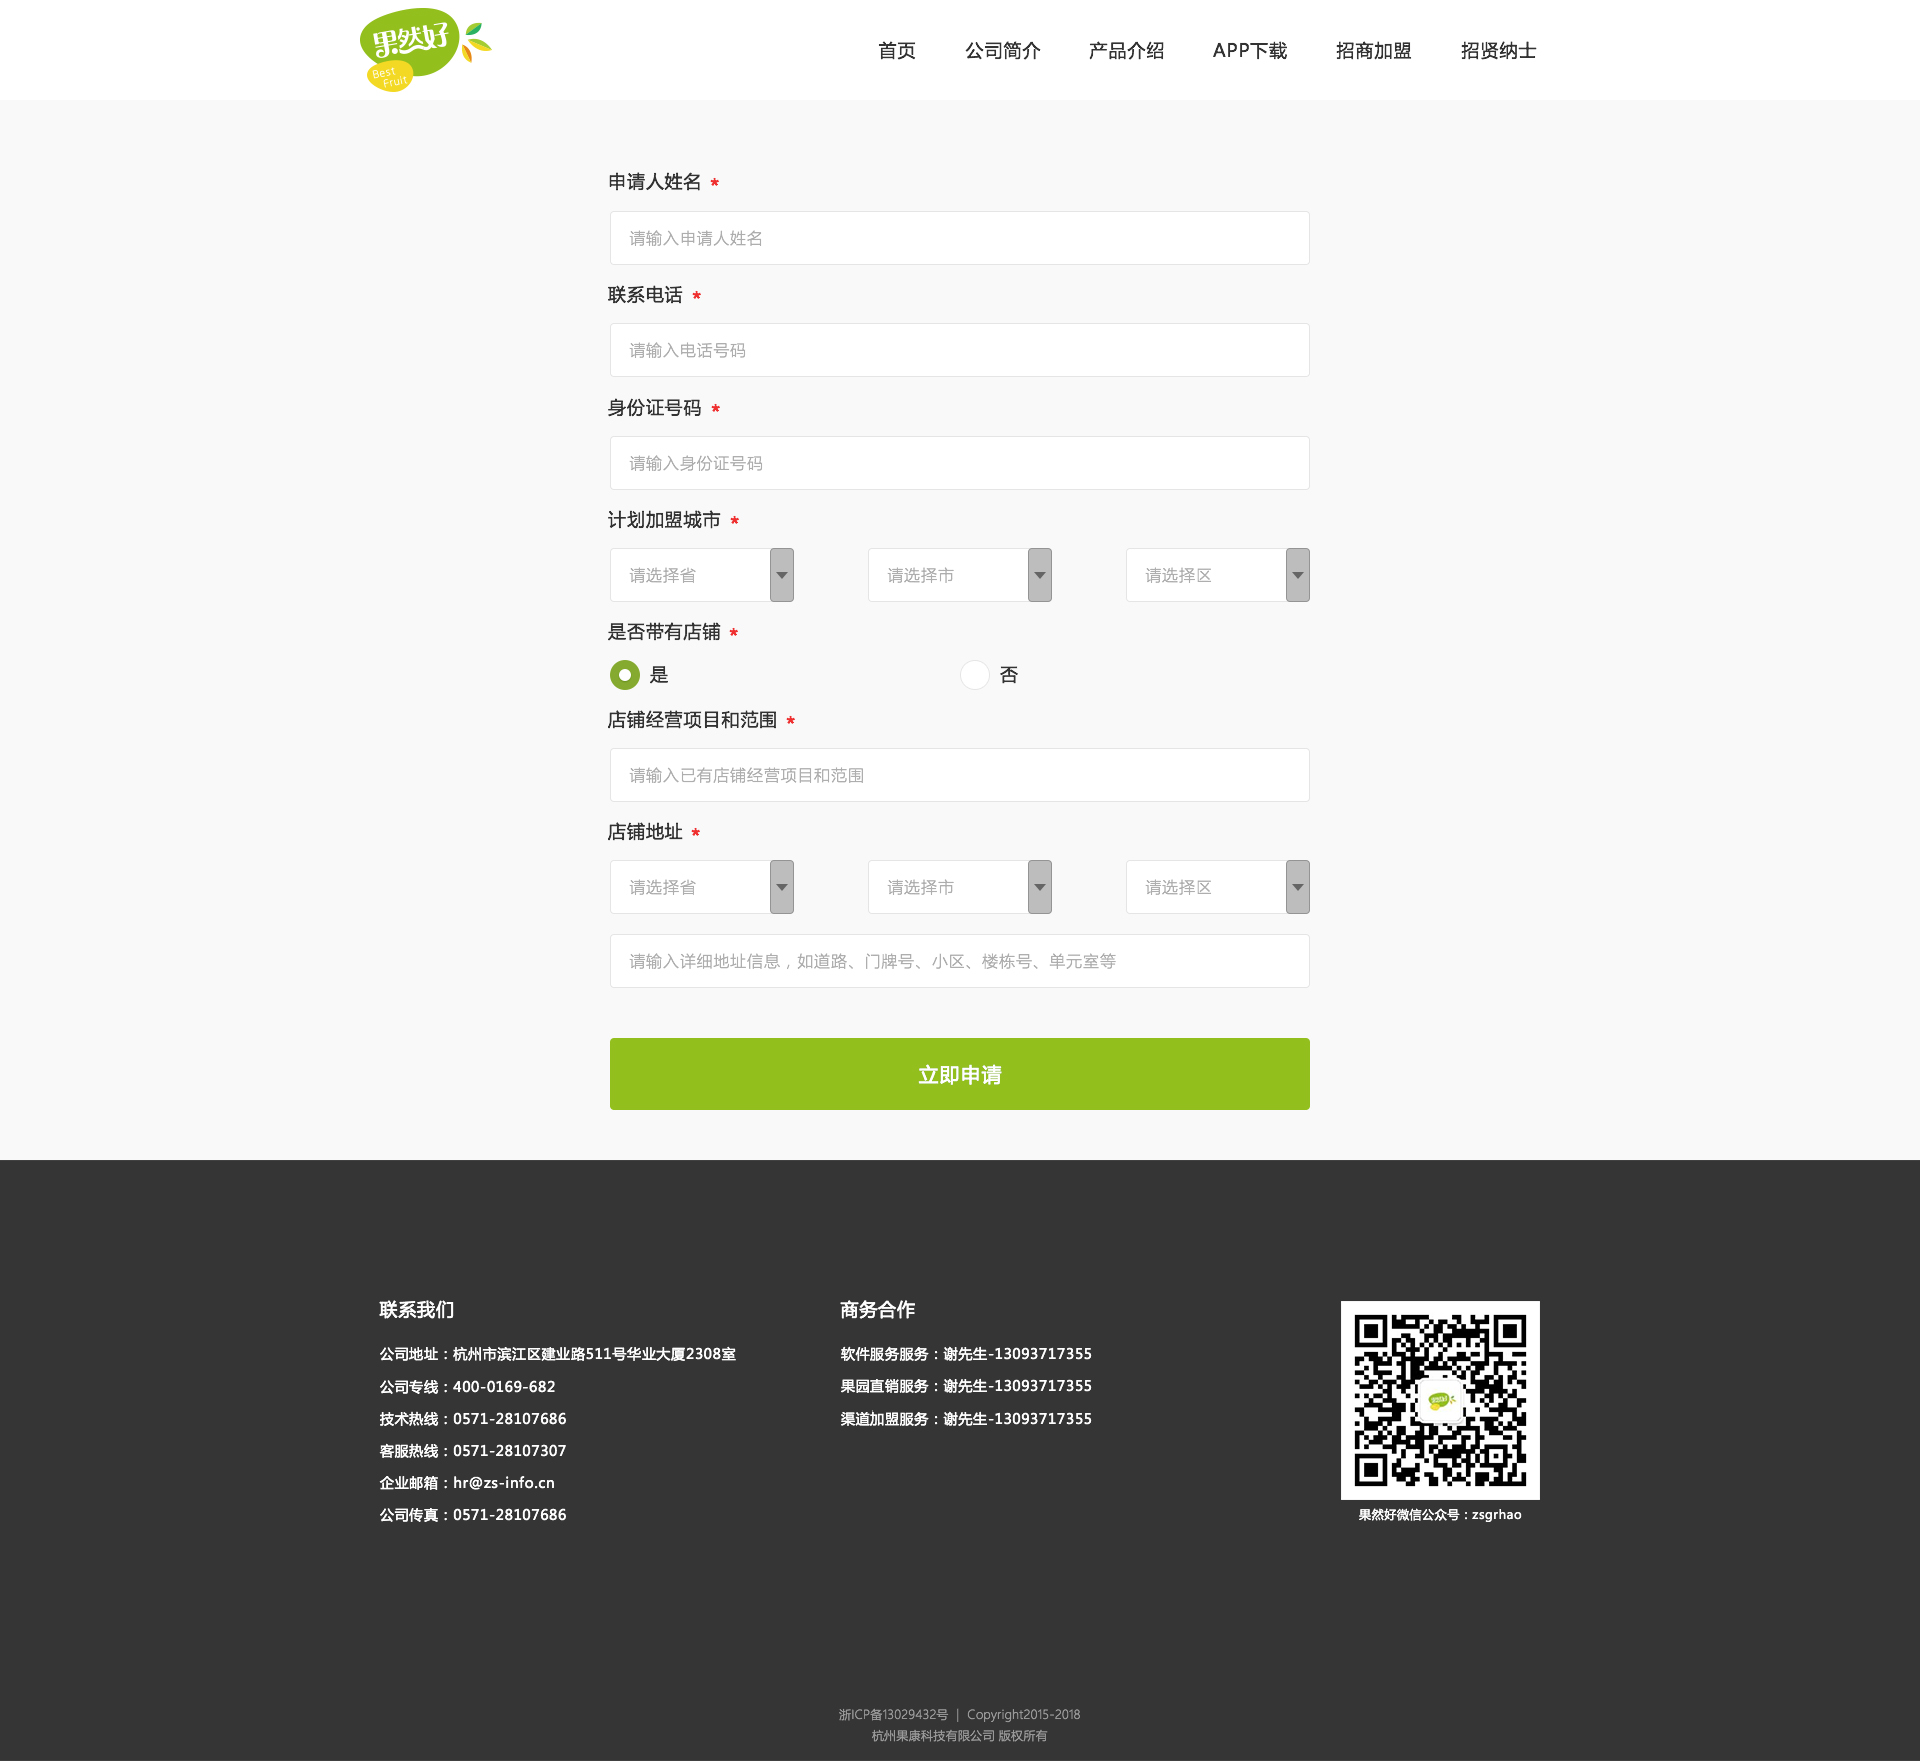 果然好
Best
Fruit
首页 公司简介 产品介绍 APP下载 招商加盟 招贤纳士
申请人姓名 *
请输入申请人姓名
联系电话 *
请输入电话号码
身份证号码 *
请输入身份证号码
计划加盟城市 *
请选择省 请选择市 请选择区
是否带有店铺 *
是 否
店铺经营项目和范围 *
请输入已有店铺经营项目和范围
店铺地址 *
请选择省 请选择市 请选择区
请输入详细地址信息，如道路、门牌号、小区、楼栋号、单元室等
立即申请
联系我们
公司地址：杭州市滨江区建业路511号华业大厦2308室
公司专线：400-0169-682
技术热线：0571-28107686
客服热线：0571-28107307
企业邮箱：hr@zs-info.cn
公司传真：0571-28107686
商务合作
软件服务服务：谢先生-13093717355
果园直销服务：谢先生-13093717355
渠道加盟服务：谢先生-13093717355
果然好
果然好微信公众号：zsgrhao
浙ICP备13029432号 | Copyright2015-2018
杭州果康科技有限公司 版权所有